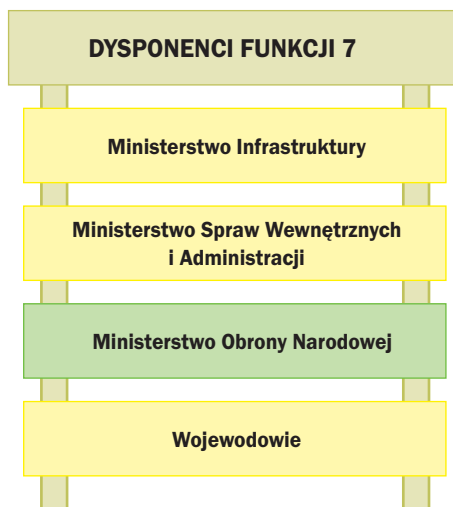 DYSPONENCI FUNKCJI 7
Ministerstwo Infrastruktury
Ministerstwo Spraw Wewnętrznych
i Administracji
Ministerstwo Obrony Narodowej
Wojewodowie